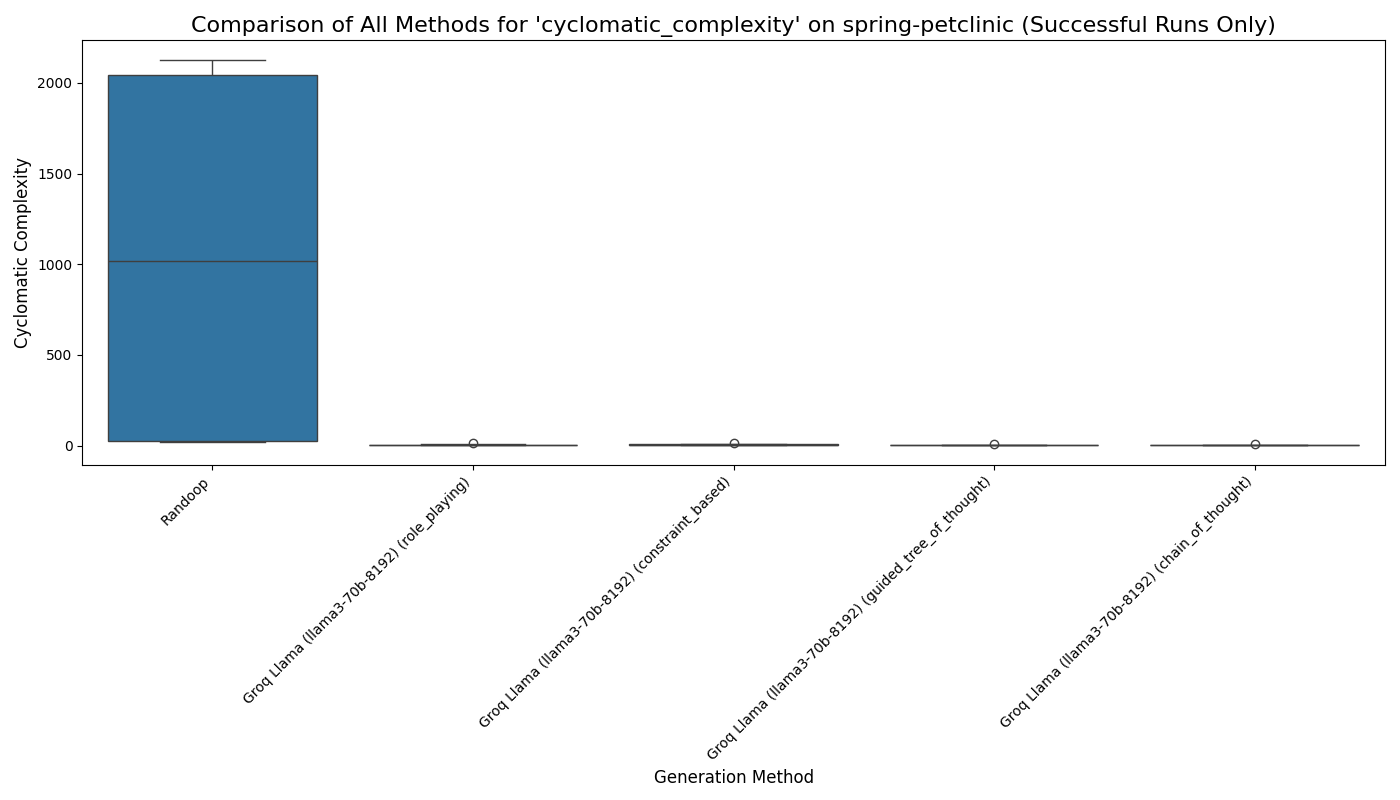 Comparison of All Methods for 'cyclomatic_complexity' on spring-petclinic (Successful Runs Only)
Cyclomatic Complexity
2000
1500
1000
500
0
Randoop
Groq Llama (llama3-70b-8192) (role_playing)
Groq Llama (llama3-70b-8192) (constraint_based)
Groq Llama (llama3-70b-8192) (guided_tree_of_thought)
Groq Llama (llama3-70b-8192) (chain_of_thought)
Generation Method